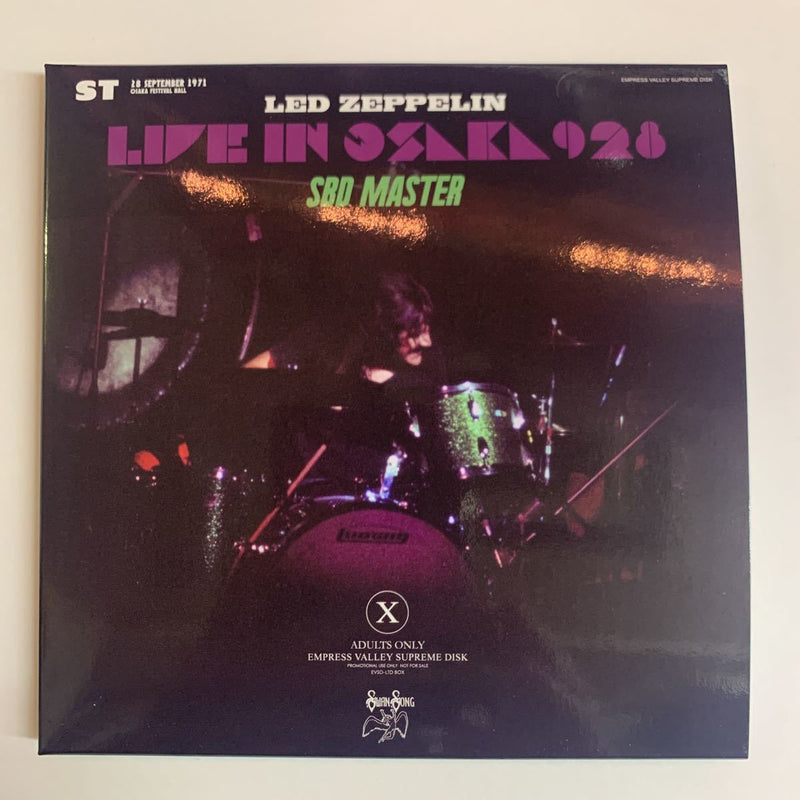 ST
28 SEPTEMBER 1971
OSAKA FESTIVAL HALL
EMPRESS VALLEY SUPREME DISK
LED ZEPPELIN
LIVE IN OSAKA 928
SBD MASTER
Ludwig
X
ADULTS ONLY
EMPRESS VALLEY SUPREME DISK
PROMOTIONAL USE ONLY NOT FOR SALE
EVSD-LTD BOX
SWAN SONG